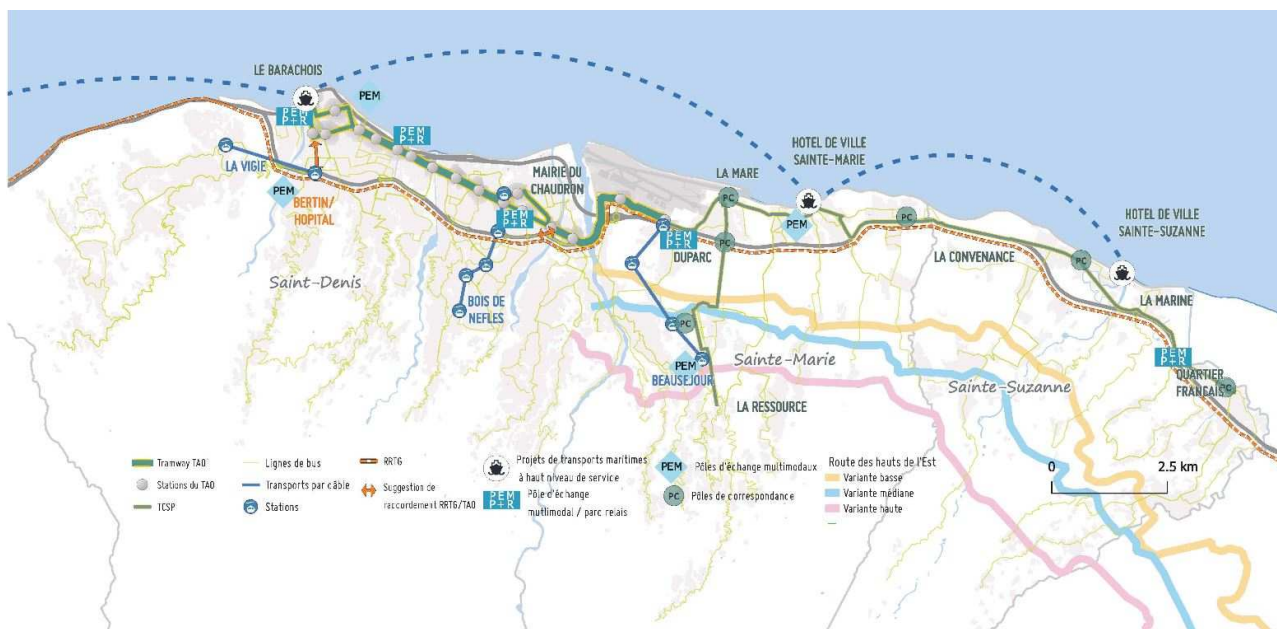 LE BARACHOIS
PEM
PEM
P+R
PEM
P+R
LA VIGIE
PEM
BERTIN/
HOPITAL
MAIRIE DU
CHAUDRON
PEM
P+R
LA MARE
PC
HOTEL DE VILLE
SAINTE-MARIE
PEM
PC
HOTEL DE VILLE
SAINTE-SUZANNE
PEM
P+R
DUPARC
PC
LA CONVENANCE
PC
LA MARINE
Saint-Denis
BOIS DE
NEFLES
PC
PEM
BEAUSEJOUR
Sainte-Marie
Sainte-Suzanne
PEM
P+R
QUARTIER
FRANCAIS
PC
LA RESSOURCE
Tramway TAO
Stations du TAO
TCSP
Lignes de bus
Transports par câble
Stations
RRTG
Suggestion de
raccordement RRTG/TAO
Projets de transports maritimes
à haut niveau de service
PEM
P+R
Pôle d'échange
mutlimodal / parc relais
PEM
Pôles d'échange multimodaux
PC
Pôles de correspondance
Route des hauts de l'Est
Variante basse
Variante médiane
Variante haute
0
2.5 km